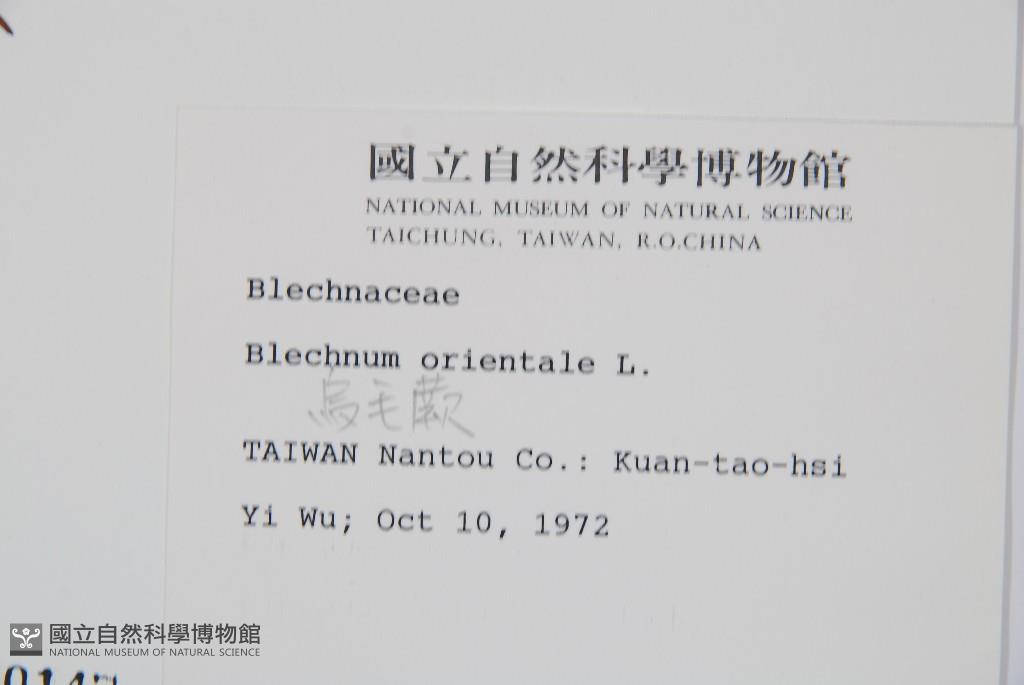 國立自然科學博物館
NATIONAL MUSEUM OF NATURAL SCIENCE
TAICHUNG, TAIWAN, R.O.CHINA
Blechnaceae
Blechnum orientale L.
烏毛蕨
TAIWAN Nantou Co.: Kuan-tao-hsi
Yi Wu; Oct 10, 1972
國立自然科學博物館
NATIONAL MUSEUM OF NATURAL SCIENCE